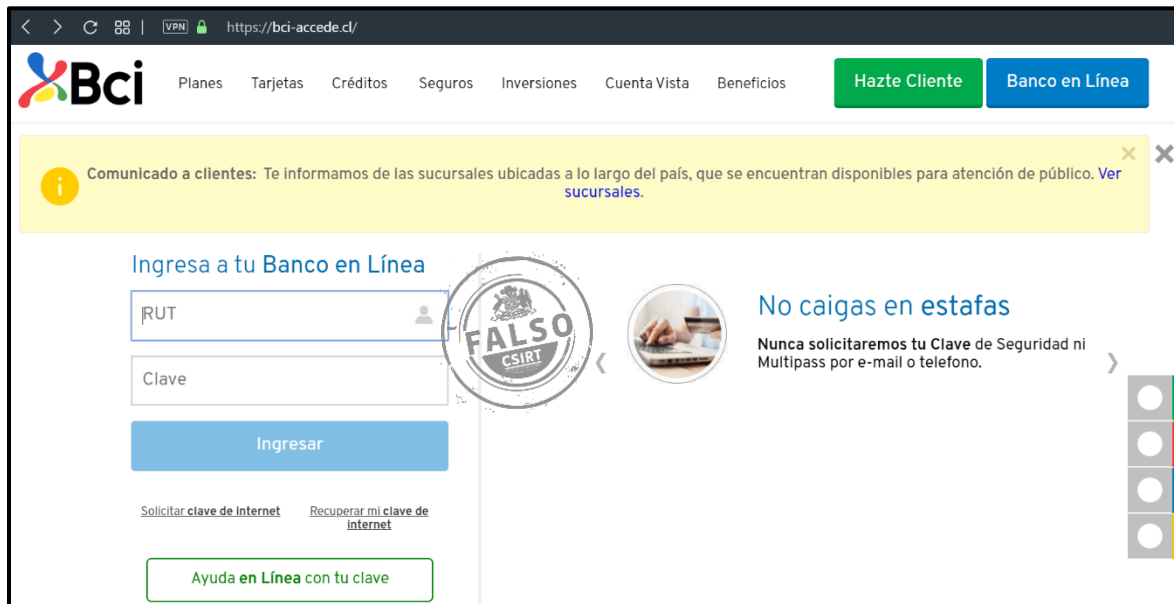 VPN https://bci-accede.cl/
Bci Planes Tarjetas Créditos Seguros Inversiones Cuenta Vista Beneficios Hazte Cliente Banco en Línea
Comunicado a clientes: Te informamos de las sucursales ubicadas a lo largo del país, que se encuentran disponibles para atención de público. Ver
sucursales.
Ingresa a tu Banco en Línea
RUT
Clave
Ingresar
Solicitar clave de internet
Recuperar mi clave de
internet
Ayuda en Línea con tu clave
FALSO
CSIRT
No caigas en estafas
Nunca solicitaremos tu Clave de Seguridad ni
Multipass por e-mail o telefono.